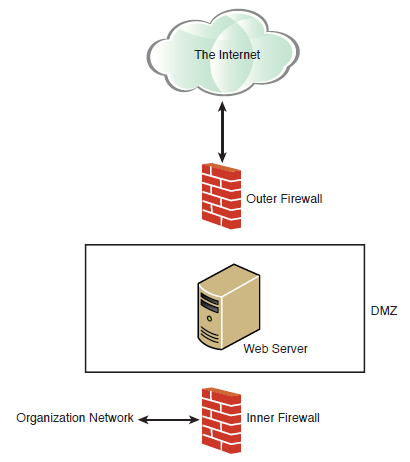 The Internet
Outer Firewall
DMZ
Web Server
Organization Network
Inner Firewall